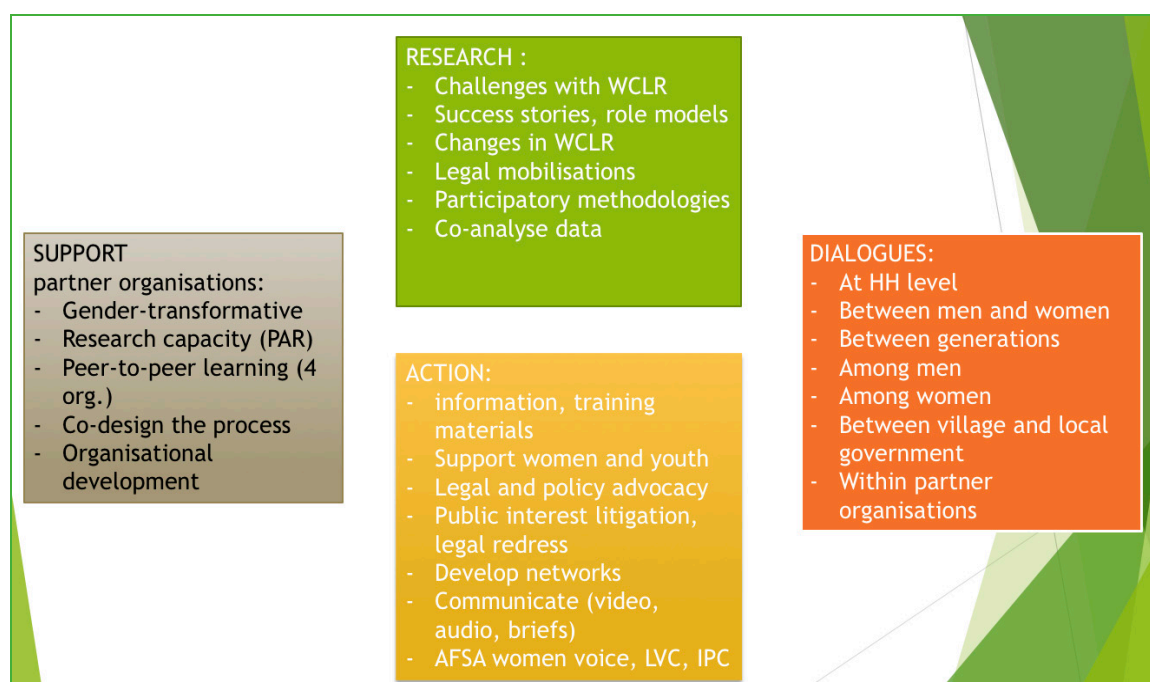 RESEARCH :
- Challenges with WCLR
- Success stories, role models
- Changes in WCLR
- Legal mobilisations
- Participatory methodologies
- Co-analyse data
SUPPORT
partner organisations:
- Gender-transformative
- Research capacity (PAR)
- Peer-to-peer learning (4
org.)
- Co-design the process
- Organisational
development
ACTION:
- information, training
materials
- Support women and youth
- Legal and policy advocacy
- Public interest litigation,
legal redress
- Develop networks
- Communicate (video,
audio, briefs)
- AFSA women voice, LVC, IPC
DIALOGUES:
- At HH level
- Between men and women
- Between generations
- Among men
- Among women
- Between village and local
government
- Within partner
organisations